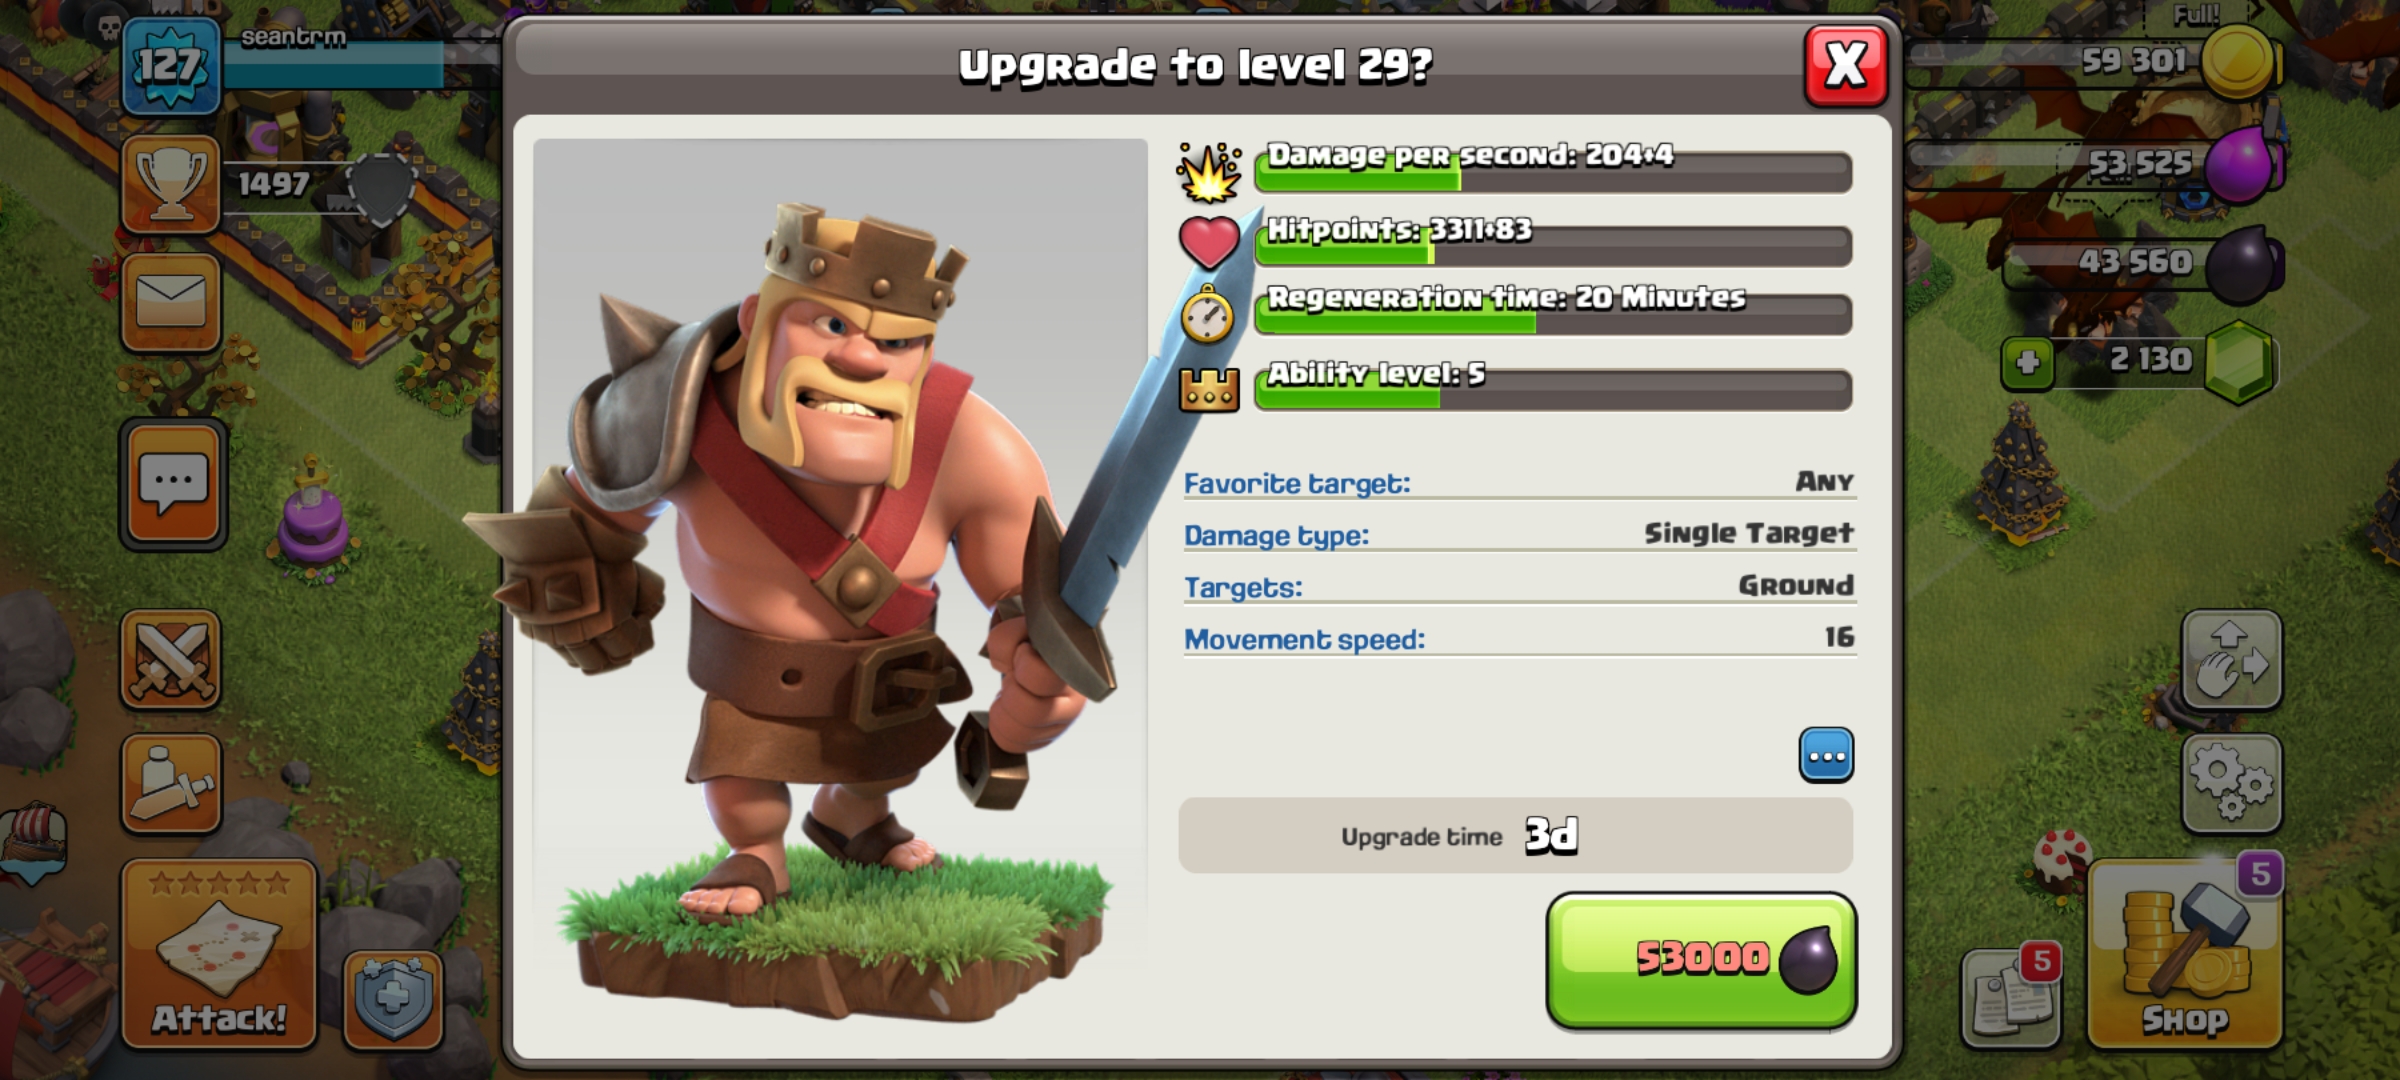 127
seantrm
1497
Attack!
Upgrade to level 29?
X
Damage per second: 204+4
Hitpoints: 3311+83
Regeneration time: 20 Minutes
Ability level: 5
Favorite target: Any
Damage type: Single Target
Targets: Ground
Movement speed: 16
Upgrade time 3d
53000
Full!
59 301
53 525
43 560
2 130
5
5
Shop